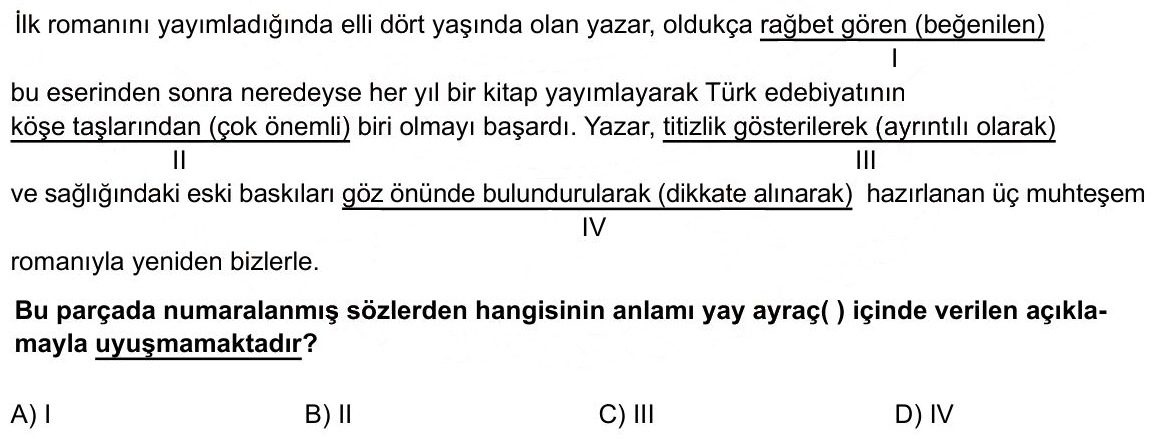 İlk romanını yayımladığında elli dört yaşında olan yazar, oldukça rağbet gören (beğenilen)
I
bu eserinden sonra neredeyse her yıl bir kitap yayımlayarak Türk edebiyatının
köşe taşlarından (çok önemli) biri olmayı başardı. Yazar, titizlik gösterilerek (ayrıntılı olarak)
II III
ve sağlığındaki eski baskıları göz önünde bulundurularak (dikkate alınarak) hazırlanan üç muhteşem
IV
romanıyla yeniden bizlerle.
Bu parçada numaralanmış sözlerden hangisinin anlamı yay ayraç( ) içinde verilen açıkla-
mayla uyuşmamaktadır?
A) I B) II C) III D) IV